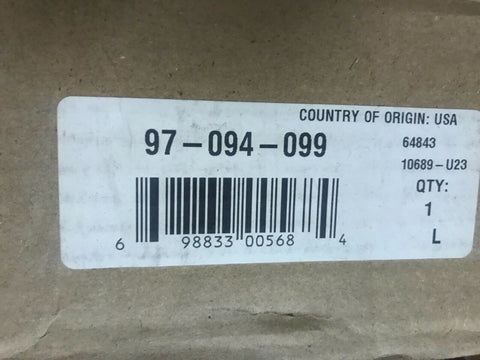 COUNTRY OF ORIGIN: USA
97-094-099
64843
10689-U23
QTY:
1
L
6 98833 00568 4